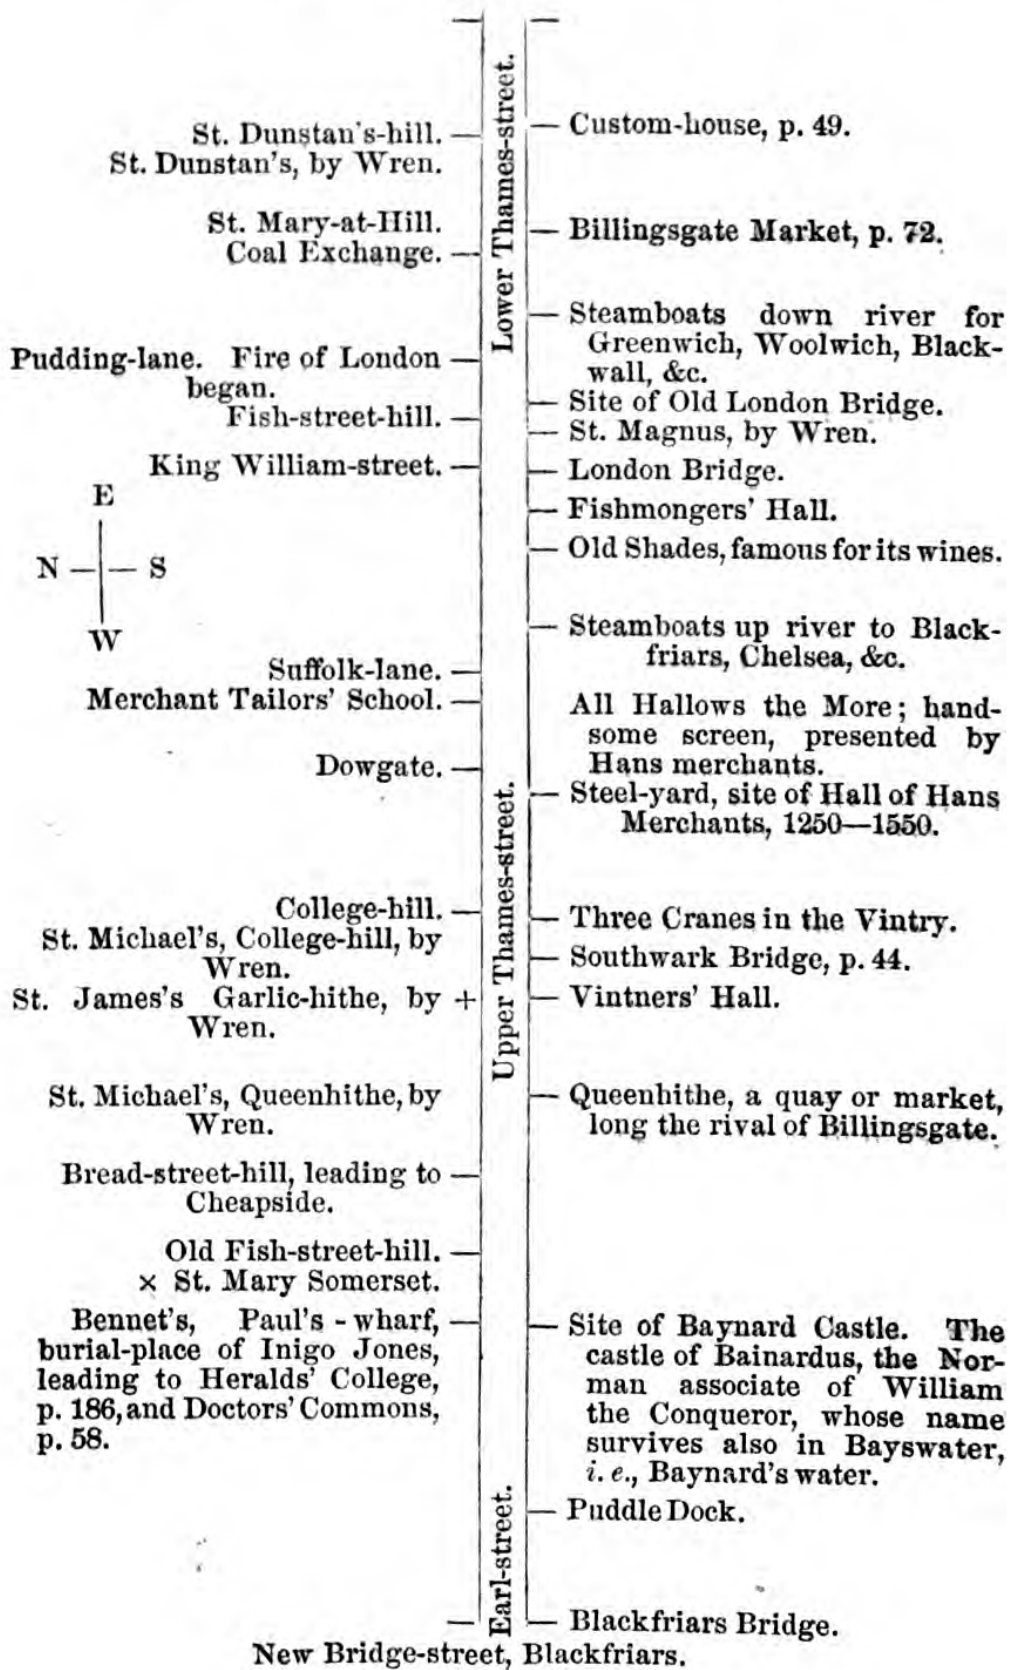 Lower Thames-street.
St. Dunstan's-hill.
St. Dunstan's, by Wren.
St. Mary-at-Hill.
Coal Exchange.
Pudding-lane. Fire of London
began.
Fish-street-hill.
King William-street.
E
N S
W
Suffolk-lane.
Merchant Tailors' School.
Dowgate.
College-hill.
St. Michael's, College-hill, by
Wren.
St. James's Garlic-hithe, by +
Wren.
St. Michael's, Queenhithe, by
Wren.
Bread-street-hill, leading to
Cheapside.
Old Fish-street-hill.
× St. Mary Somerset.
Bennet's, Paul's-wharf,
burial-place of Inigo Jones,
leading to Heralds' College,
p. 186, and Doctors' Commons,
p. 58.
Upper Thames-street.
Earl-street.
Custom-house, p. 49.
Billingsgate Market, p. 72.
Steamboats down river for
Greenwich, Woolwich, Black-
wall, &c.
Site of Old London Bridge.
St. Magnus, by Wren.
London Bridge.
Fishmongers' Hall.
Old Shades, famous for its wines.
Steamboats up river to Black-
friars, Chelsea, &c.
All Hallows the More; hand-
some screen, presented by
Hans merchants.
Steel-yard, site of Hall of Hans
Merchants, 1250—1550.
Three Cranes in the Vintry.
Southwark Bridge, p. 44.
Vintners' Hall.
Queenhithe, a quay or market,
long the rival of Billingsgate.
Site of Baynard Castle. The
castle of Bainardus, the Nor-
man associate of William
the Conqueror, whose name
survives also in Bayswater,
i. e., Baynard's water.
Puddle Dock.
Blackfriars Bridge.
New Bridge-street, Blackfriars.